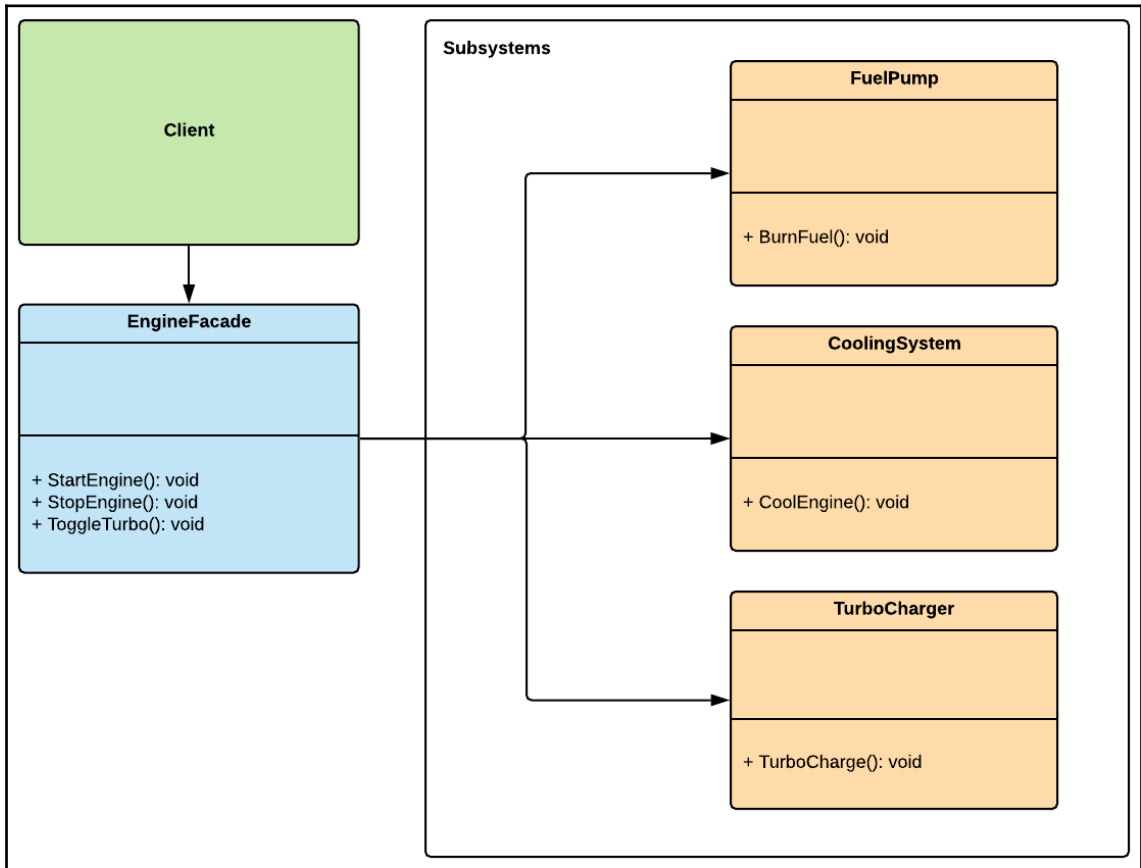 Client
EngineFacade
+ StartEngine(): void
+ StopEngine(): void
+ ToggleTurbo(): void
Subsystems
FuelPump
+ BurnFuel(): void
CoolingSystem
+ CoolEngine(): void
TurboCharger
+ TurboCharge(): void